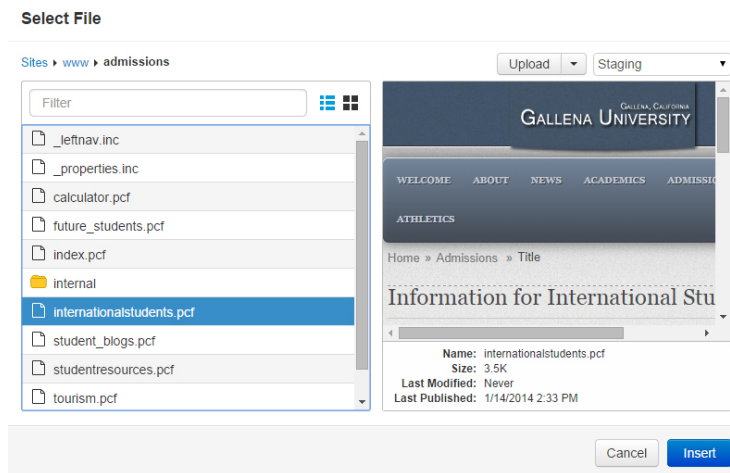 Select File
Sites www admissions
Upload
Staging
Filter
_leftnav.inc
_properties.inc
calculator.pcf
future_students.pcf
index.pcf
internal
internationalstudents.pcf
student_blogs.pcf
studentresources.pcf
tourism.pcf
Gallena, California
Gallena University
WELCOME ABOUT NEWS ACADEMICS ADMISSIO
ATHLETICS
Home » Admissions » Title
Information for International Stu
Name: internationalstudents.pcf
Size: 3.5K
Last Modified: Never
Last Published: 1/14/2014 2:33 PM
Cancel Insert